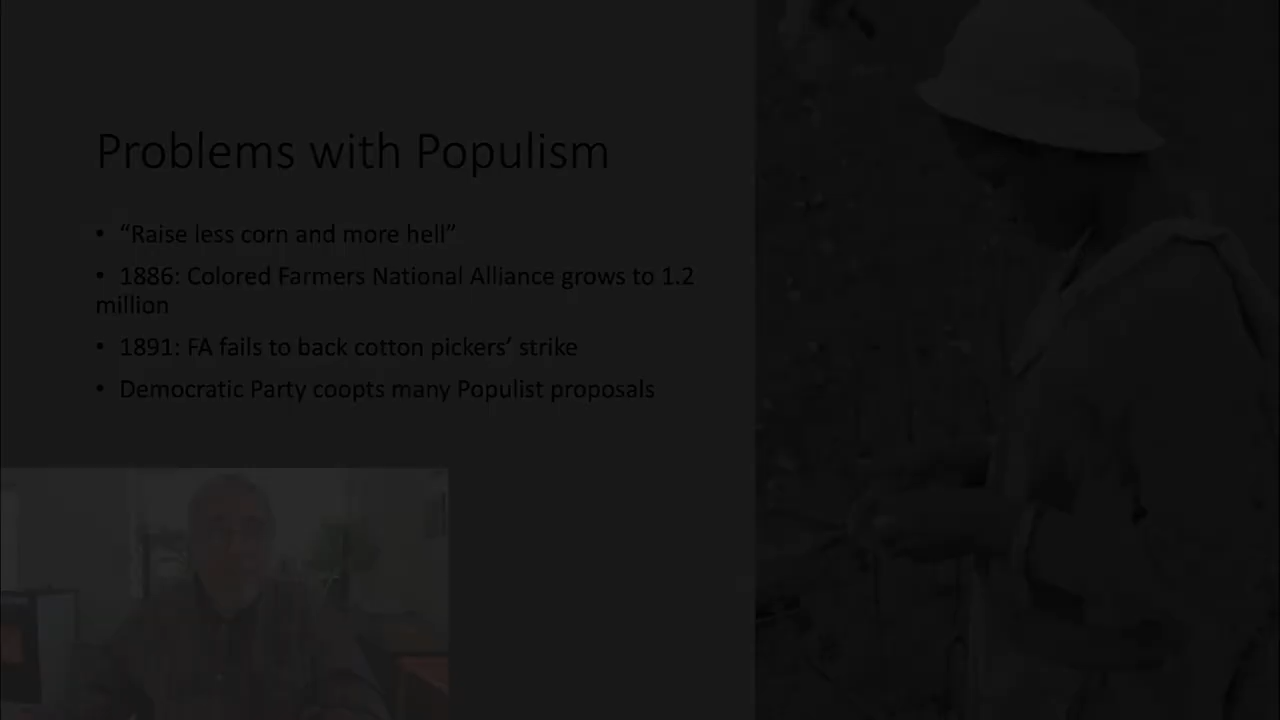 Problems with Populism
• “Raise less corn and more hell”
• 1886: Colored Farmers National Alliance grows to 1.2
million
• 1891: FA fails to back cotton pickers’ strike
• Democratic Party coopts many Populist proposals